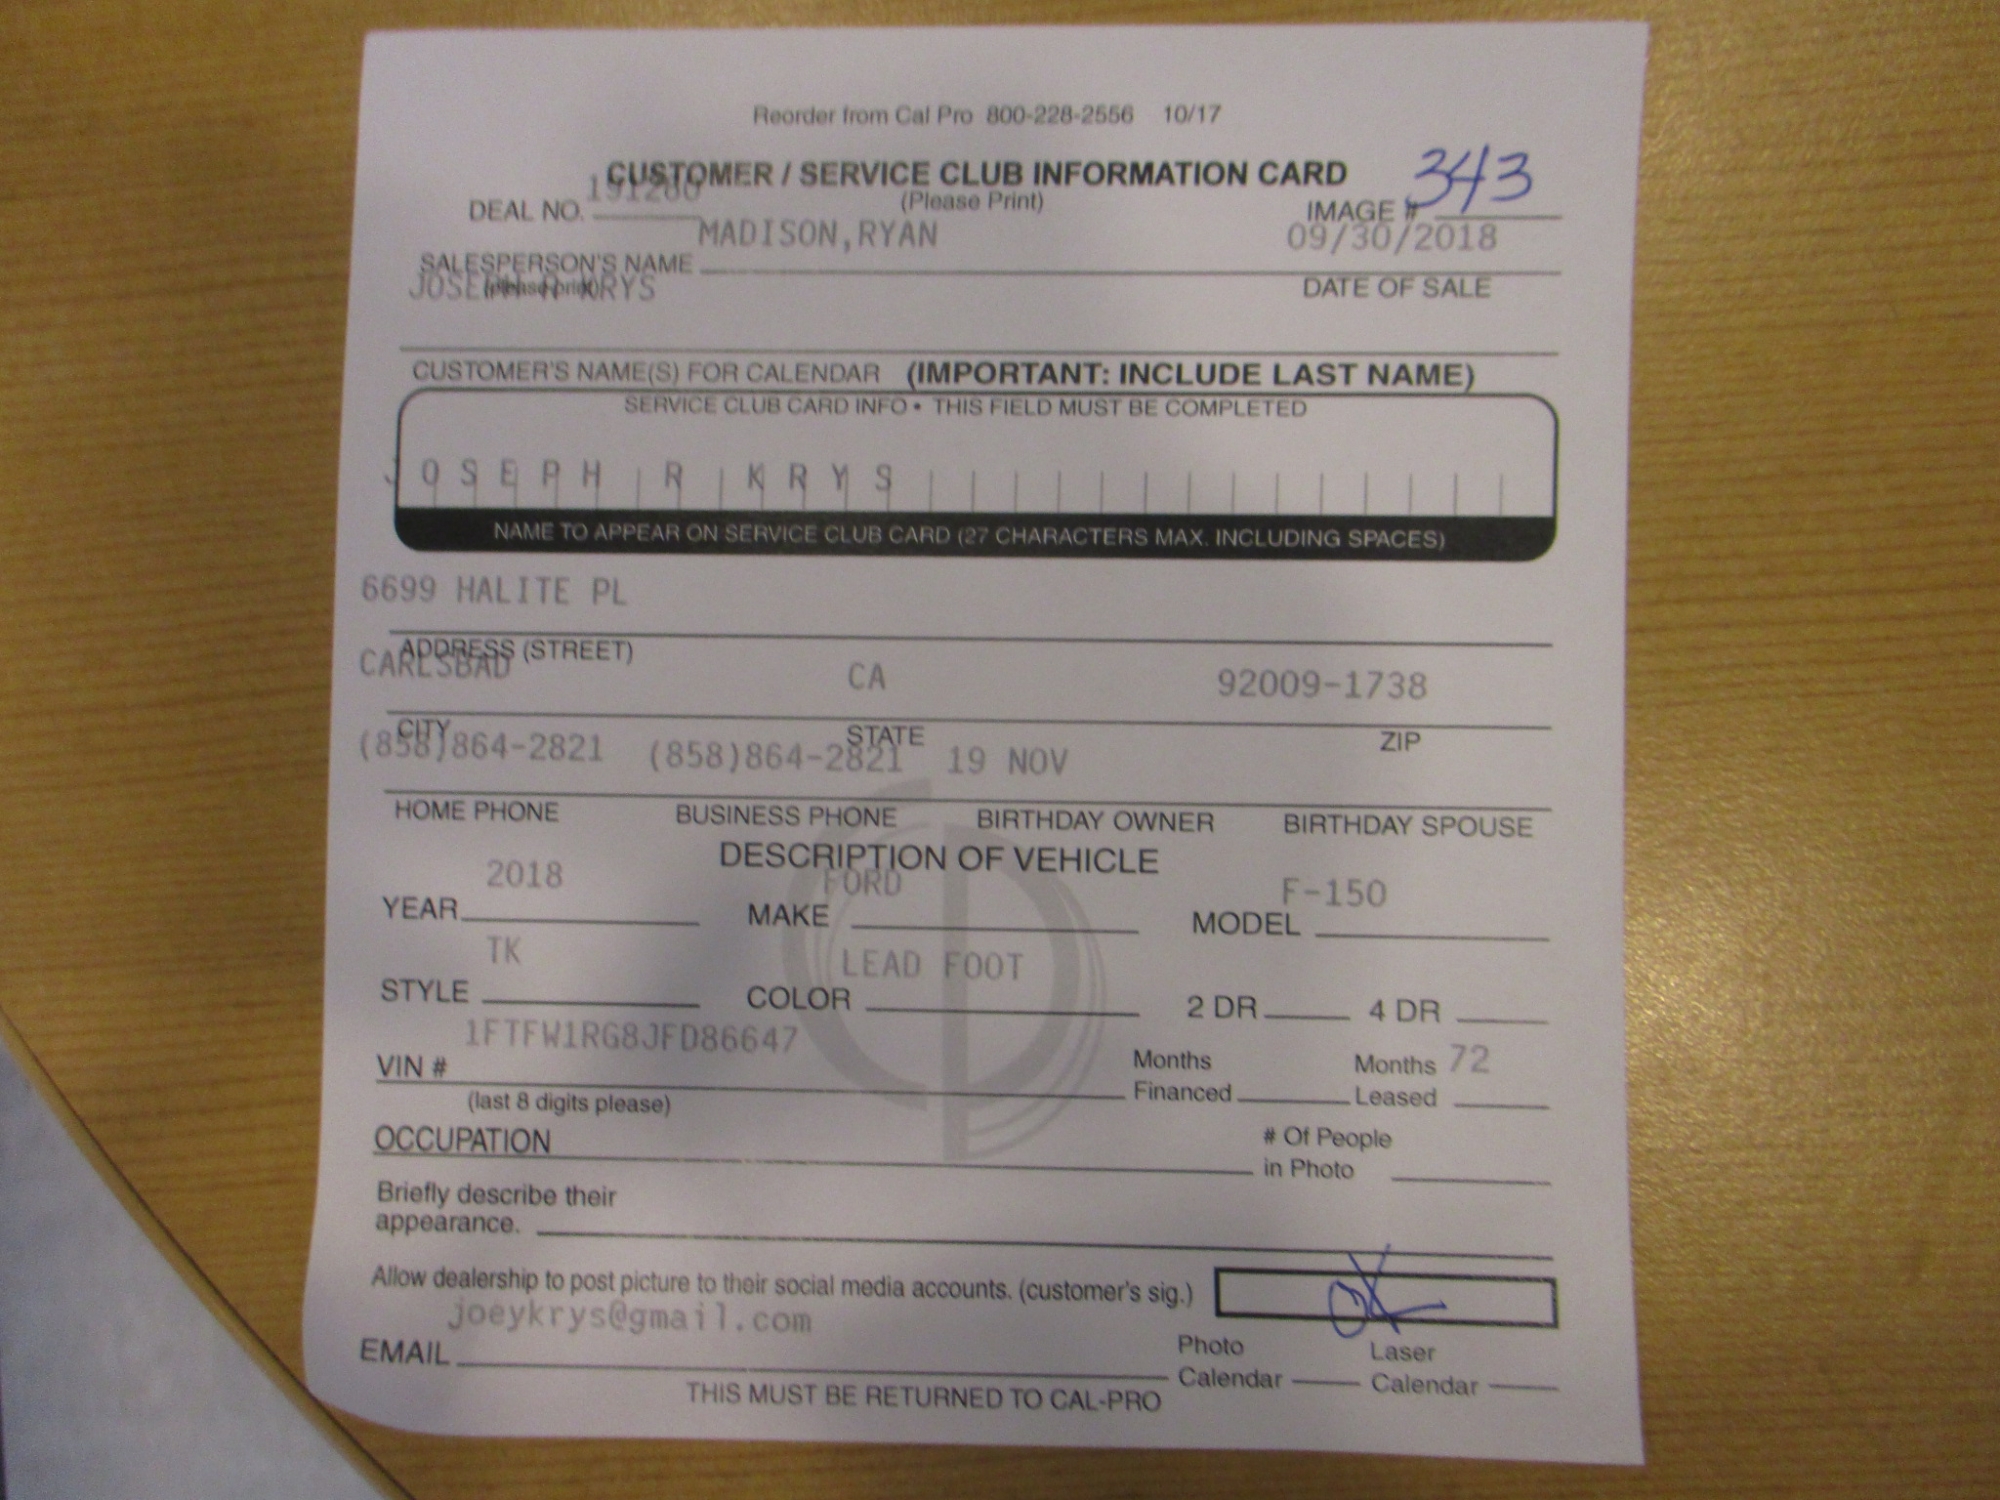 Reorder from Cal Pro 800-228-2556 10/17
CUSTOMER / SERVICE CLUB INFORMATION CARD 343
DEAL NO. 191260 (Please Print) IMAGE #
SALESPERSON'S NAME MADISON,RYAN 09/30/2018
(please print) JOSEPH R KRYS DATE OF SALE
CUSTOMER'S NAME(S) FOR CALENDAR (IMPORTANT: INCLUDE LAST NAME)
SERVICE CLUB CARD INFO • THIS FIELD MUST BE COMPLETED
JOSEPH R KRYS
NAME TO APPEAR ON SERVICE CLUB CARD (27 CHARACTERS MAX. INCLUDING SPACES)
6699 HALITE PL
ADDRESS (STREET)
CARLSBAD CA 92009-1738
CITY STATE ZIP
(858)864-2821 (858)864-2821 19 NOV
HOME PHONE BUSINESS PHONE BIRTHDAY OWNER BIRTHDAY SPOUSE
DESCRIPTION OF VEHICLE
2018 FORD F-150
YEAR MAKE MODEL
TK LEAD FOOT
STYLE COLOR 2 DR 4 DR
1FTFW1RG8JFD86647
VIN # Months Financed Months Leased 72
(last 8 digits please)
OCCUPATION # Of People in Photo
Briefly describe their
appearance.
Allow dealership to post picture to their social media accounts. (customer's sig.) OK
joeykrys@gmail.com
EMAIL Photo Calendar Laser Calendar
THIS MUST BE RETURNED TO CAL-PRO